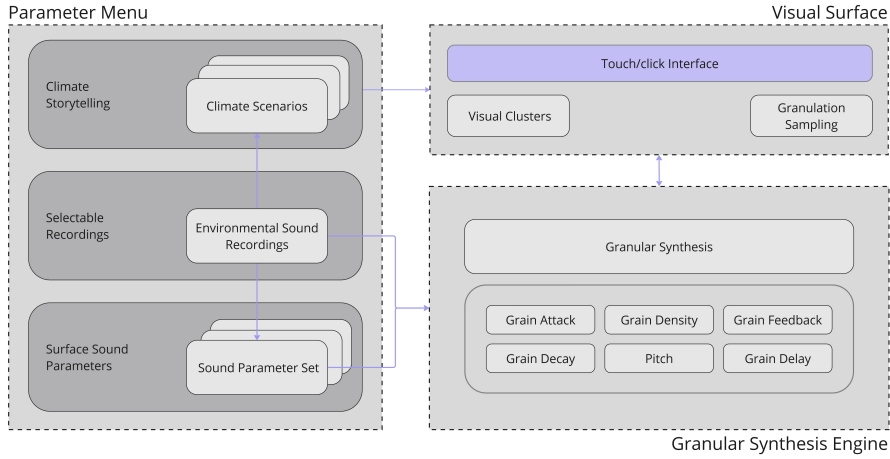 Parameter Menu
Visual Surface
Climate
Storytelling
Climate Scenarios
Touch/click Interface
Visual Clusters
Granulation
Sampling
Selectable
Recordings
Environmental Sound
Recordings
Granular Synthesis
Surface Sound
Parameters
Sound Parameter Set
Grain Attack
Grain Density
Grain Feedback
Grain Decay
Pitch
Grain Delay
Granular Synthesis Engine